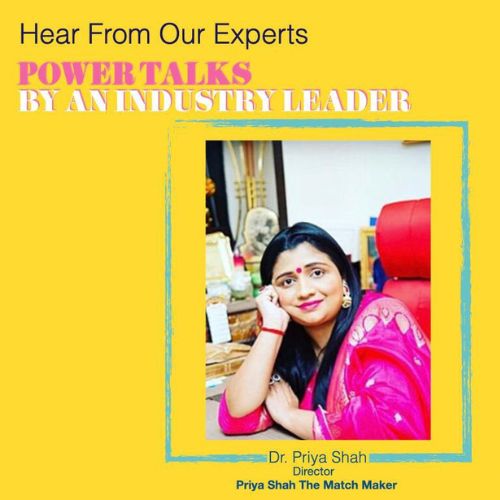 Hear From Our Experts
POWER TALKS
BY AN INDUSTRY LEADER
Dr. Priya Shah
Director
Priya Shah The Match Maker